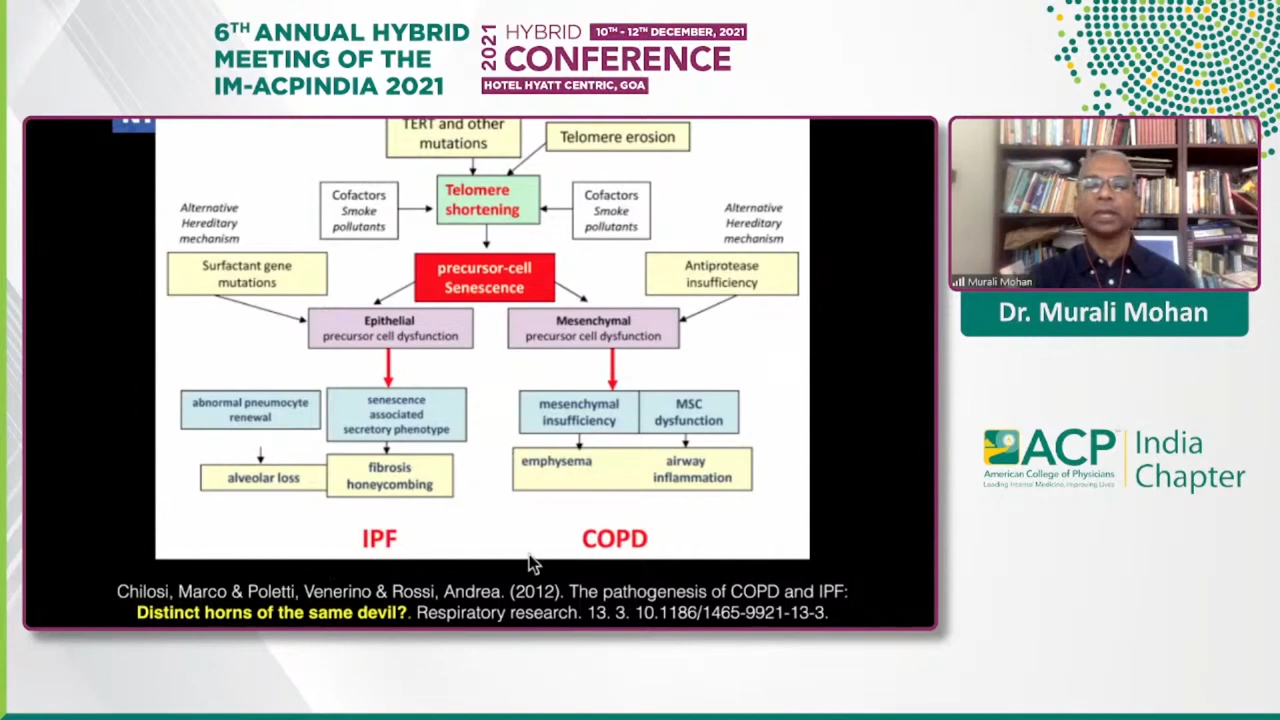 6TH ANNUAL HYBRID
MEETING OF THE
IM-ACPINDIA 2021
2021
HYBRID
10TH - 12TH DECEMBER, 2021
CONFERENCE
HOTEL HYATT CENTRIC, GOA
TERT and other
mutations
Telomere erosion
Cofactors
Smoke
pollutants
Telomere
shortening
Cofactors
Smoke
pollutants
Alternative
Hereditary
mechanism
Alternative
Hereditary
mechanism
Surfactant gene
mutations
precursor-cell
Senescence
Antiprotease
insufficiency
Epithelial
precursor cell dysfunction
Mesenchymal
precursor cell dysfunction
abnormal pneumocyte
renewal
senescence
associated
secretory phenotype
mesenchymal
insufficiency
MSC
dysfunction
alveolar loss
fibrosis
honeycombing
emphysema
airway
inflammation
IPF
COPD
Chilosi, Marco & Poletti, Venerino & Rossi, Andrea. (2012). The pathogenesis of COPD and IPF:
Distinct horns of the same devil?. Respiratory research. 13. 3. 10.1186/1465-9921-13-3.
Murali Mohan
Dr. Murali Mohan
ACP
American College of Physicians
Leading Internal Medicine, Improving Lives
India
Chapter